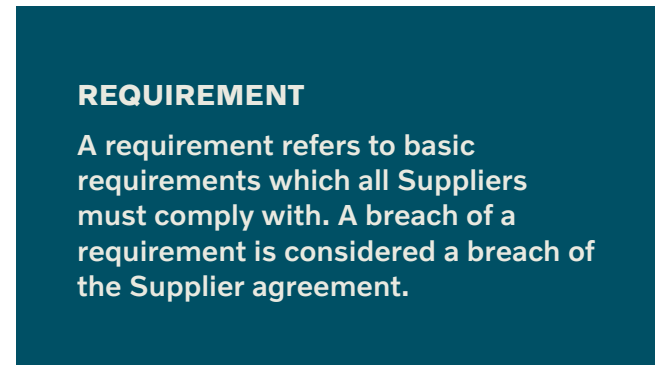 REQUIREMENT
A requirement refers to basic
requirements which all Suppliers
must comply with. A breach of a
requirement is considered a breach of
the Supplier agreement.